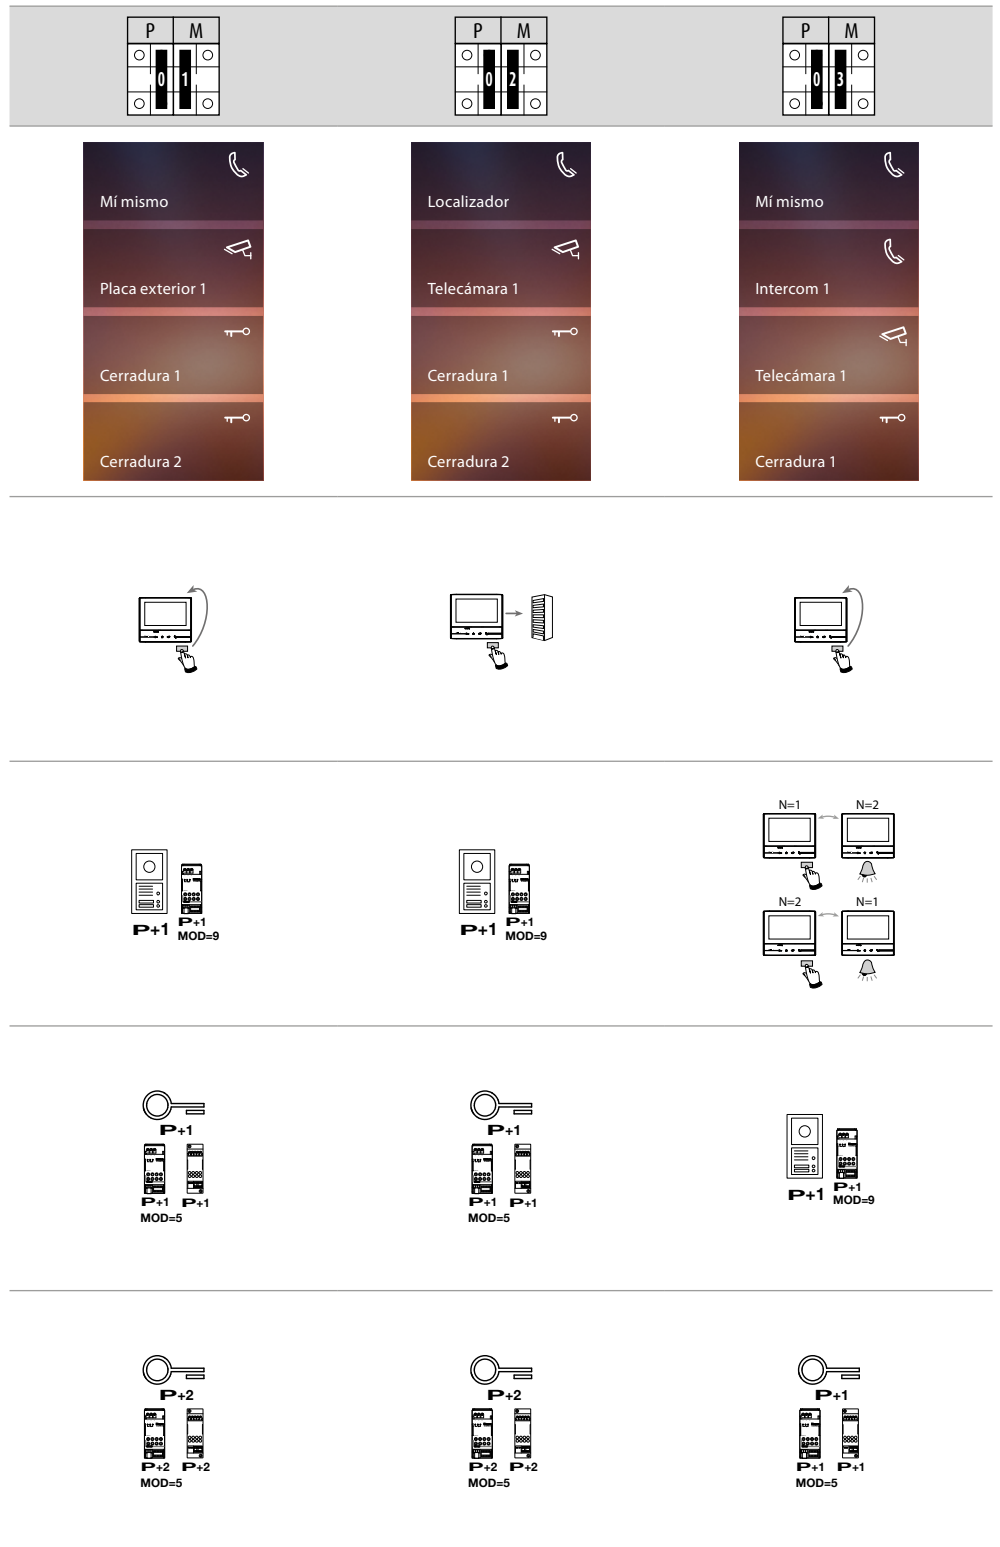 P M P M P M
0 1 0 2 0 3
Mí mismo Localizador Mí mismo
Placa exterior 1 Telecámara 1 Intercom 1
Cerradura 1 Cerradura 1 Telecámara 1
Cerradura 2 Cerradura 2 Cerradura 1
N=1 N=2
N=2 N=1
P+1 P+1 P+1 P+1
MOD=9 MOD=9
P+1 P+1
P+1 P+1 P+1 P+1 P+1 P+1
MOD=5 MOD=5 MOD=9
P+2 P+2 P+1
P+2 P+2 P+2 P+2 P+1 P+1
MOD=5 MOD=5 MOD=5